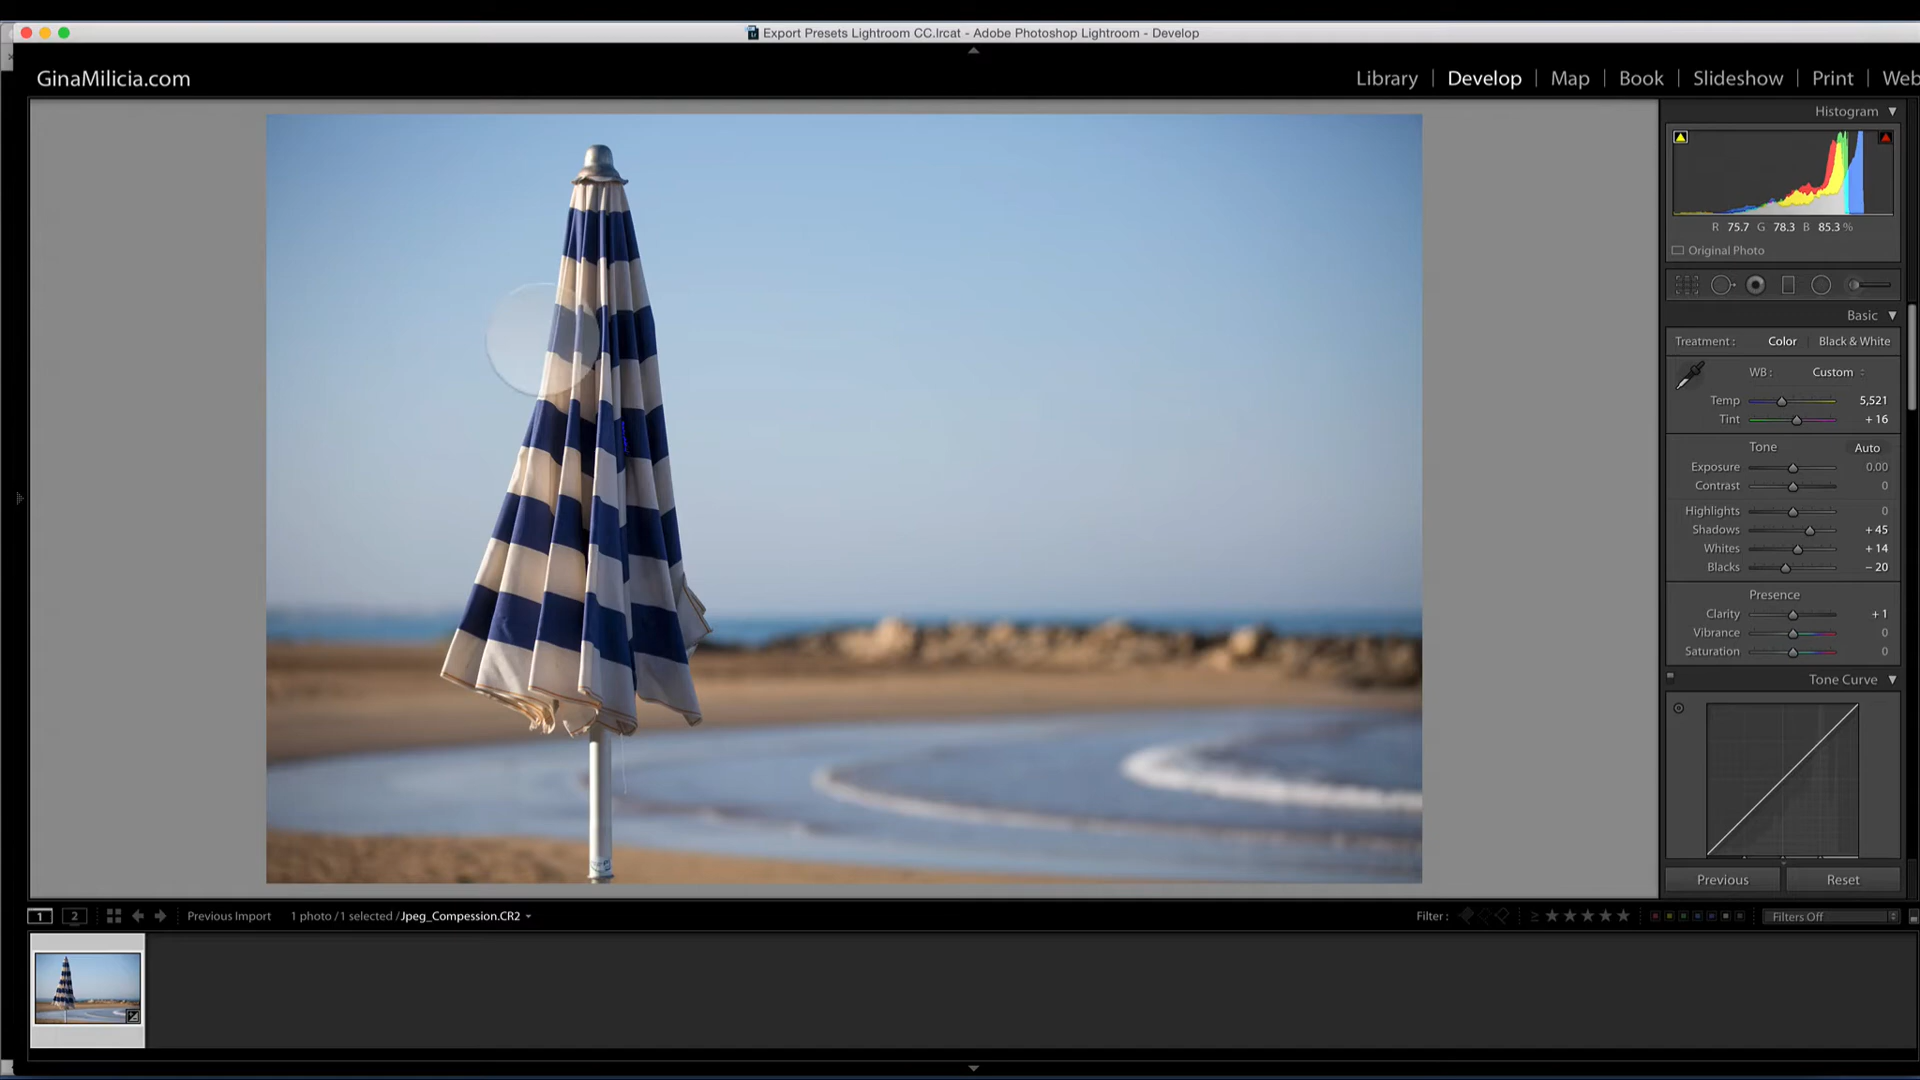 Export Presets Lightroom CC.lrcat - Adobe Photoshop Lightroom - Develop
GinaMilicia.com
Library | Develop | Map | Book | Slideshow | Print | Web
Histogram
R 75.7 G 78.3 B 85.3 %
Original Photo
Basic
Treatment : Color Black & White
WB : Custom
Temp 5,521
Tint + 16
Tone Auto
Exposure 0.00
Contrast 0
Highlights 0
Shadows + 45
Whites + 14
Blacks – 20
Presence
Clarity + 1
Vibrance 0
Saturation 0
Tone Curve
Previous Reset
1 2 Previous Import 1 photo / 1 selected / Jpeg_Compession.CR2 Filter : ≥ ★★★★★ Filters Off